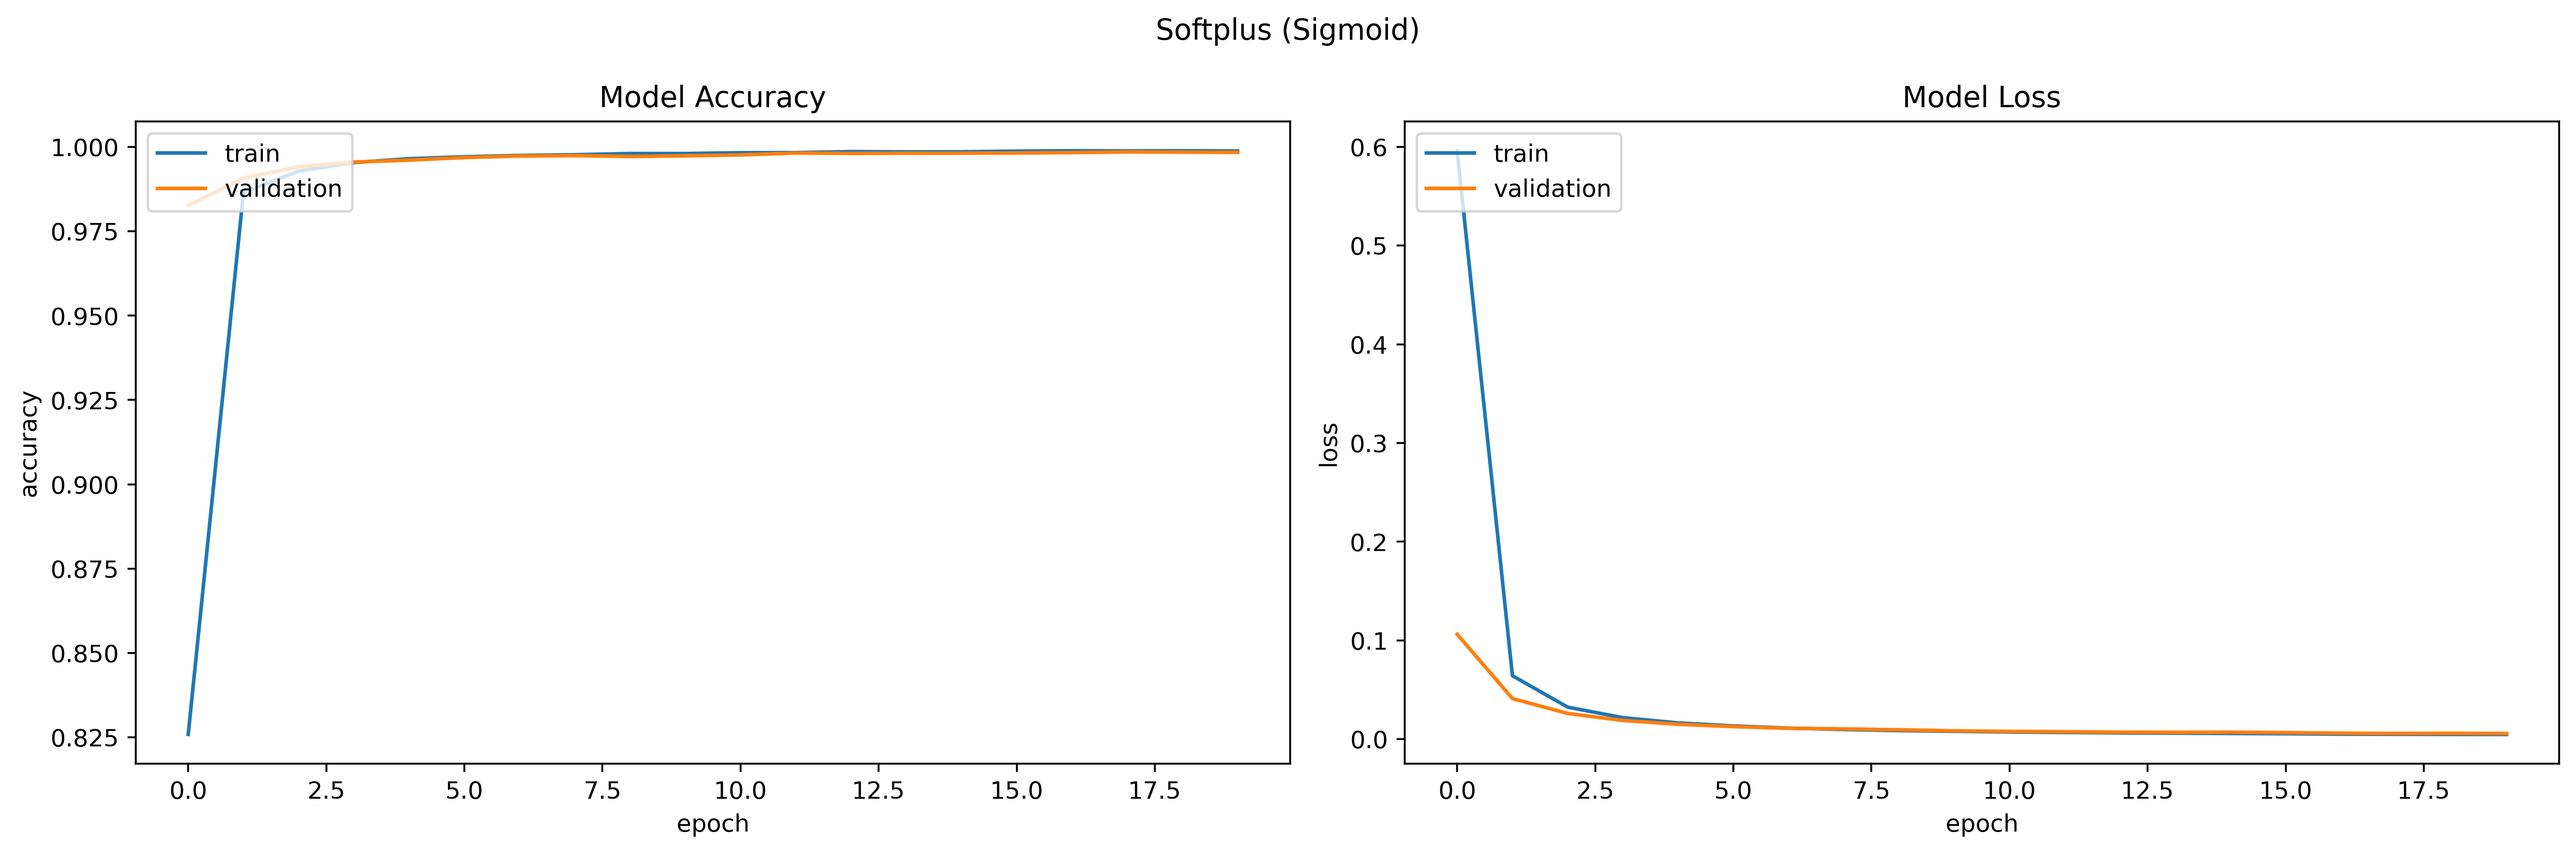 Softplus (Sigmoid)
Model Accuracy
accuracy
1.000
0.975
0.950
0.925
0.900
0.875
0.850
0.825
train
validation
0.0 2.5 5.0 7.5 10.0 12.5 15.0 17.5
epoch
Model Loss
loss
0.6
0.5
0.4
0.3
0.2
0.1
0.0
train
validation
0.0 2.5 5.0 7.5 10.0 12.5 15.0 17.5
epoch